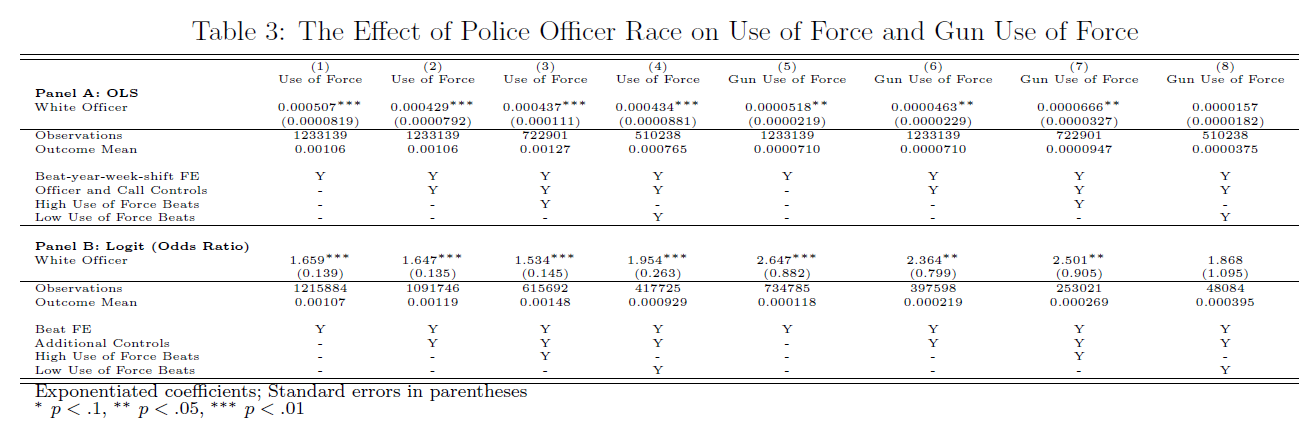 Table 3: The Effect of Police Officer Race on Use of Force and Gun Use of Force
(1) (2) (3) (4) (5) (6) (7) (8)
Use of Force Use of Force Use of Force Use of Force Gun Use of Force Gun Use of Force Gun Use of Force Gun Use of Force
Panel A: OLS
White Officer 0.000507*** 0.000429*** 0.000437*** 0.000434*** 0.0000518** 0.0000463** 0.0000666** 0.0000157
(0.0000819) (0.0000792) (0.000111) (0.0000881) (0.0000219) (0.0000229) (0.0000327) (0.0000182)
Observations 1233139 1233139 722901 510238 1233139 1233139 722901 510238
Outcome Mean 0.00106 0.00106 0.00127 0.000765 0.0000710 0.0000710 0.0000947 0.0000375
Beat-year-week-shift FE Y Y Y Y Y Y Y Y
Officer and Call Controls - Y Y Y - Y Y Y
High Use of Force Beats - - Y - - - Y -
Low Use of Force Beats - - - Y - - - Y
Panel B: Logit (Odds Ratio)
White Officer 1.659*** 1.647*** 1.534*** 1.954*** 2.647*** 2.364** 2.501** 1.868
(0.139) (0.135) (0.145) (0.263) (0.882) (0.799) (0.905) (1.095)
Observations 1215884 1091746 615692 417725 734785 397598 253021 48084
Outcome Mean 0.00107 0.00119 0.00148 0.000929 0.000118 0.000219 0.000269 0.000395
Beat FE Y Y Y Y Y Y Y Y
Additional Controls - Y Y Y - Y Y Y
High Use of Force Beats - - Y - - - Y -
Low Use of Force Beats - - - Y - - - Y
Exponentiated coefficients; Standard errors in parentheses
* p < .1, ** p < .05, *** p < .01